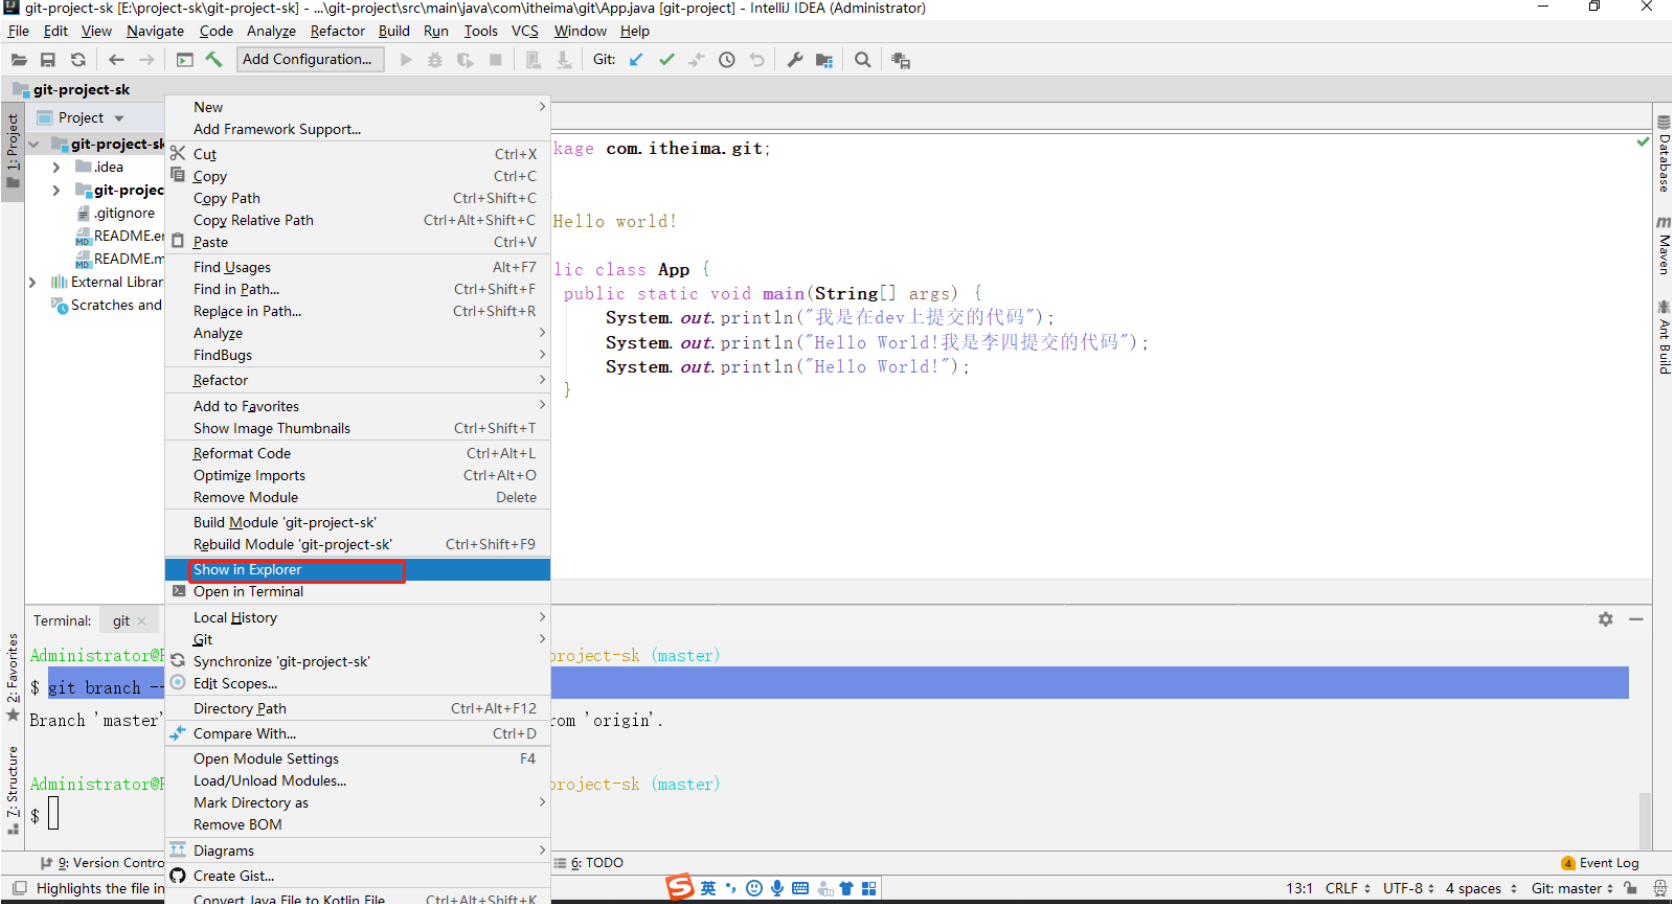 git-project-sk [E:\project-sk\git-project-sk] - ...\git-project\src\main\java\com\itheima\git\App.java [git-project] - IntelliJ IDEA (Administrator)
File Edit View Navigate Code Analyze Refactor Build Run Tools VCS Window Help
Add Configuration... Git:
git-project-sk
1: Project
Project
git-project-sk
.idea
git-projec
.gitignore
README.er
README.m
External Librar
Scratches and
New
Add Framework Support...
Cut Ctrl+X
Copy Ctrl+C
Copy Path Ctrl+Shift+C
Copy Relative Path Ctrl+Alt+Shift+C
Paste Ctrl+V
Find Usages Alt+F7
Find in Path... Ctrl+Shift+F
Replace in Path... Ctrl+Shift+R
Analyze
FindBugs
Refactor
Add to Favorites
Show Image Thumbnails Ctrl+Shift+T
Reformat Code Ctrl+Alt+L
Optimize Imports Ctrl+Alt+O
Remove Module Delete
Build Module 'git-project-sk'
Rebuild Module 'git-project-sk' Ctrl+Shift+F9
Show in Explorer
Open in Terminal
Local History
Git
Synchronize 'git-project-sk'
Edit Scopes...
Directory Path Ctrl+Alt+F12
Compare With... Ctrl+D
Open Module Settings F4
Load/Unload Modules...
Mark Directory as
Remove BOM
Diagrams
Create Gist...
Convert Java File to Kotlin File Ctrl+Alt+Shift+K
kage com.itheima.git;
Hello world!
lic class App {
public static void main(String[] args) {
System.out.println("我是在dev上提交的代码");
System.out.println("Hello World!我是李四提交的代码");
System.out.println("Hello World!");
}
Database
Maven
Ant Build
Terminal: git
2: Favorites
7: Structure
Administrator@ project-sk (master)
$ git branch --
Branch 'master' rom 'origin'.
Administrator@ project-sk (master)
$
9: Version Contro 6: TODO 4 Event Log
Highlights the file in 英 13:1 CRLF UTF-8 4 spaces Git: master